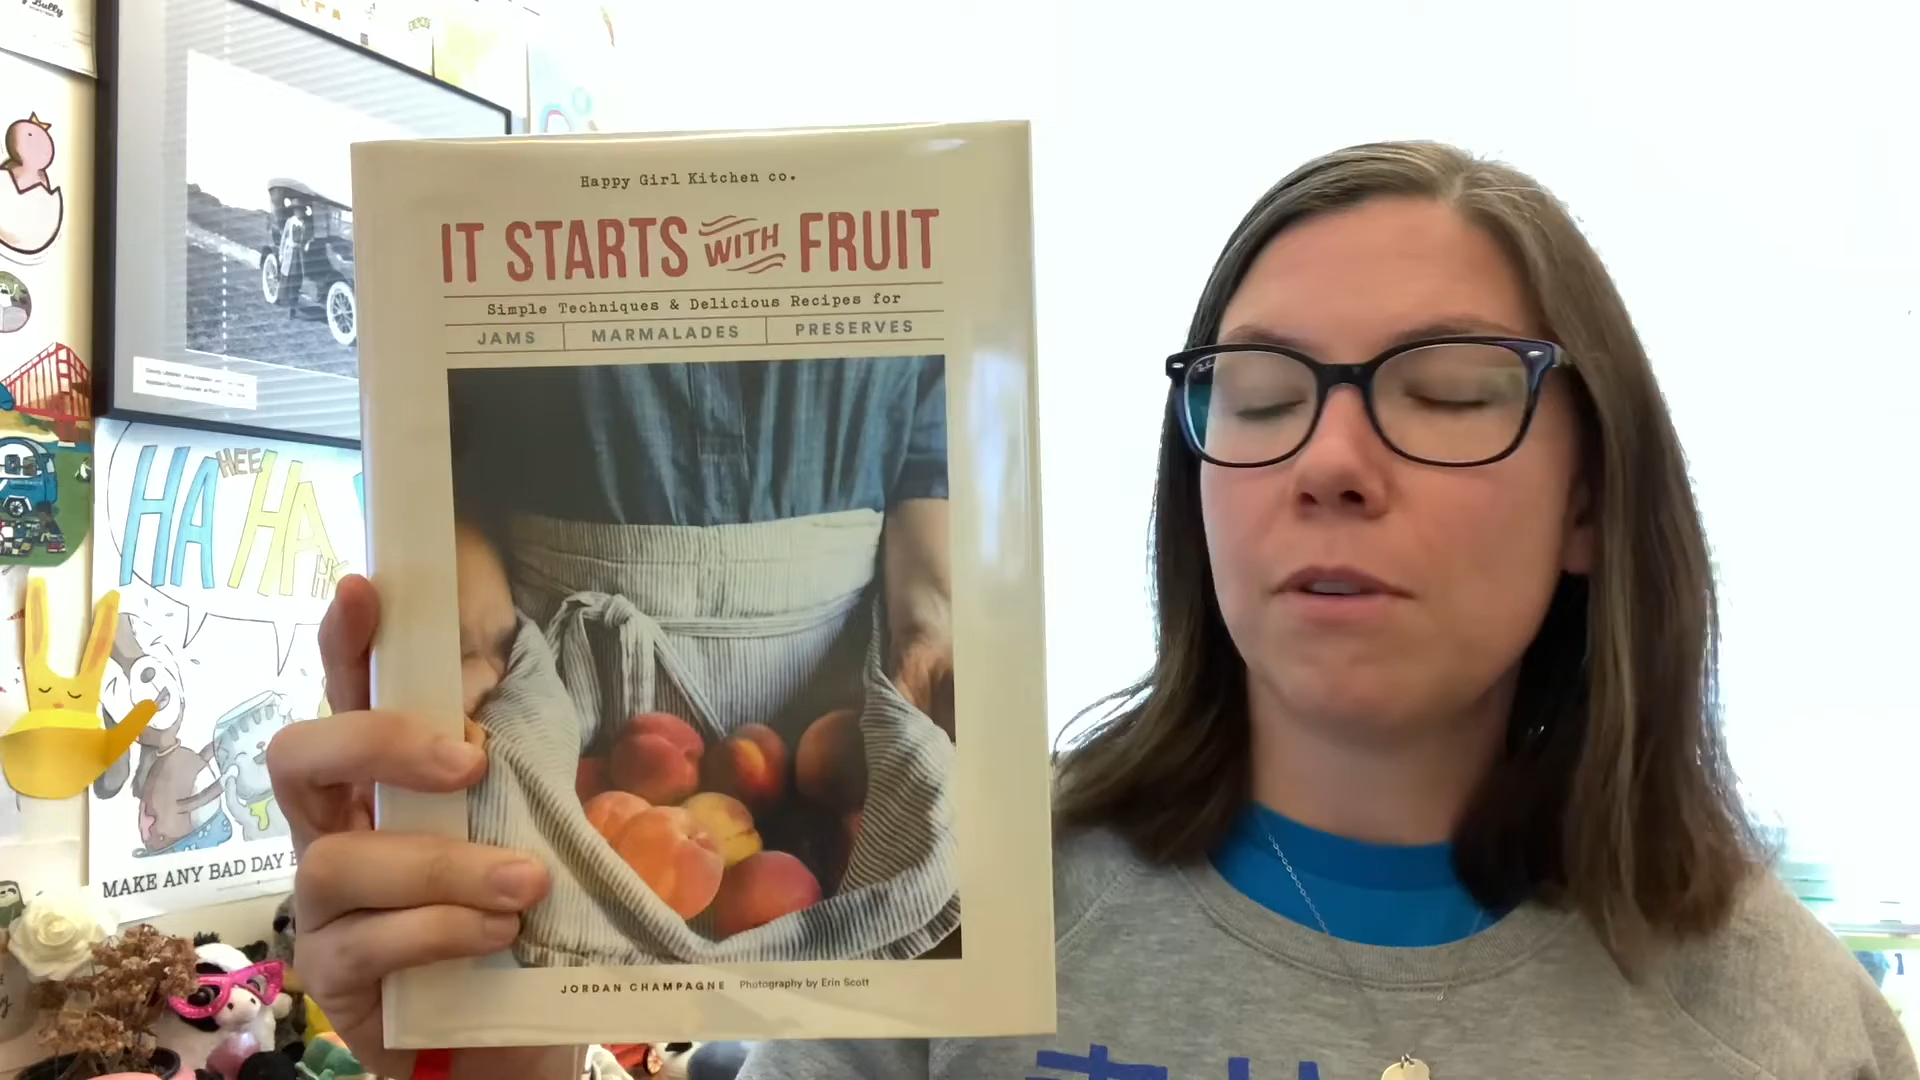 Happy Girl Kitchen co.
IT STARTS WITH FRUIT
Simple Techniques & Delicious Recipes for
JAMS MARMALADES PRESERVES
JORDAN CHAMPAGNE Photography by Erin Scott
HA HEE HA
MAKE ANY BAD DAY
Bully